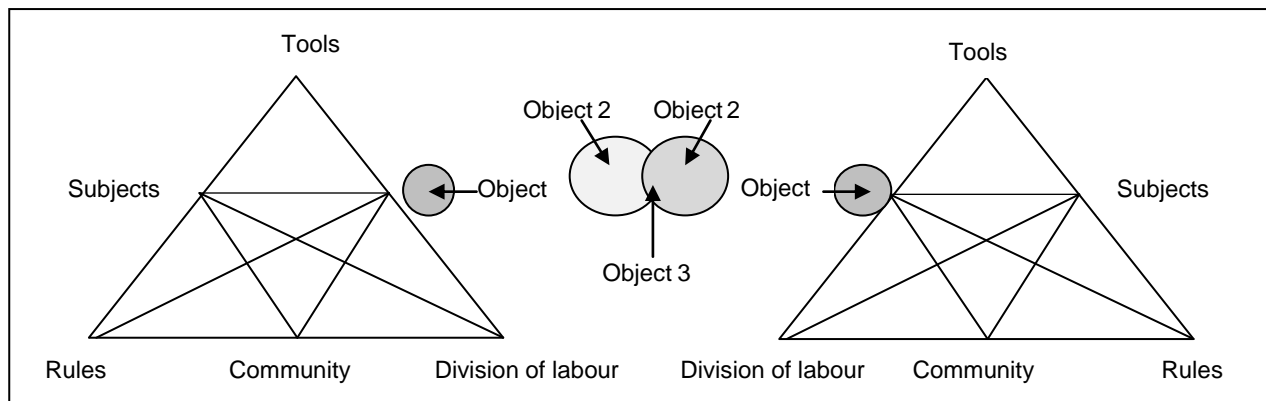 Tools
Tools
Object 2
Object 2
Subjects
Object
Object
Subjects
Object 3
Rules
Community
Division of labour
Division of labour
Community
Rules